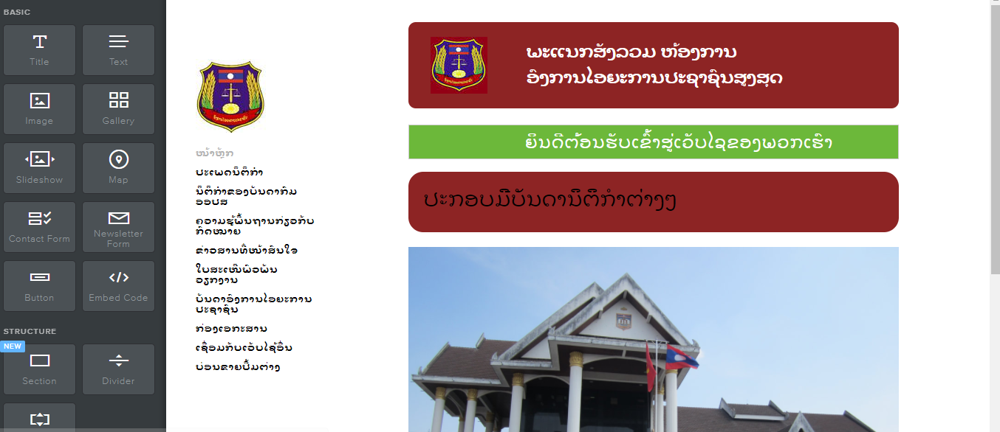 BASIC
Title
Text
Image
Gallery
Slideshow
Map
Contact Form
Newsletter
Form
Button
Embed Code
STRUCTURE
NEW
Section
Divider
ໜ້າຫຼັກ
ປະເພດນິຕິກຳ
ນິຕິກຳຂອງບັນດາກົມ
ອອປສ
ຄວາມຮູ້ພື້ນຖານກ່ຽວກັບ
ກົດໝາຍ
ຂ່າວສານທີ່ໜ້າສົນໃຈ
ໃບສະເໜີພົວພັນ
ວຽກງານ
ບັນດາອົງການໄອຍະການ
ປະຊາຊົນ
ກ່ອງເອກະສານ
ເຊື່ອມກັບເວັບໄຊ້ອື່ນ
ບ່ອນຂາຍປຶ້ມຕ່າງ
ພະແນກສັງລວມ ຫ້ອງການ
ອົງການໄອຍະການປະຊາຊົນສູງສຸດ
ຍິນດີຕ້ອນຮັບເຂົ້າສູ່ເວັບໄຊຂອງພວກເຮົາ
ປະກອບມີບັນດານິຕິກຳຕ່າງໆ